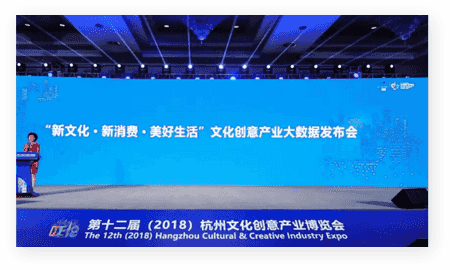 “新文化·新消费·美好生活”文化创意产业大数据发布会
第十二届（2018）杭州文化创意产业博览会
The 12th (2018) Hangzhou Cultural & Creative Industry Expo